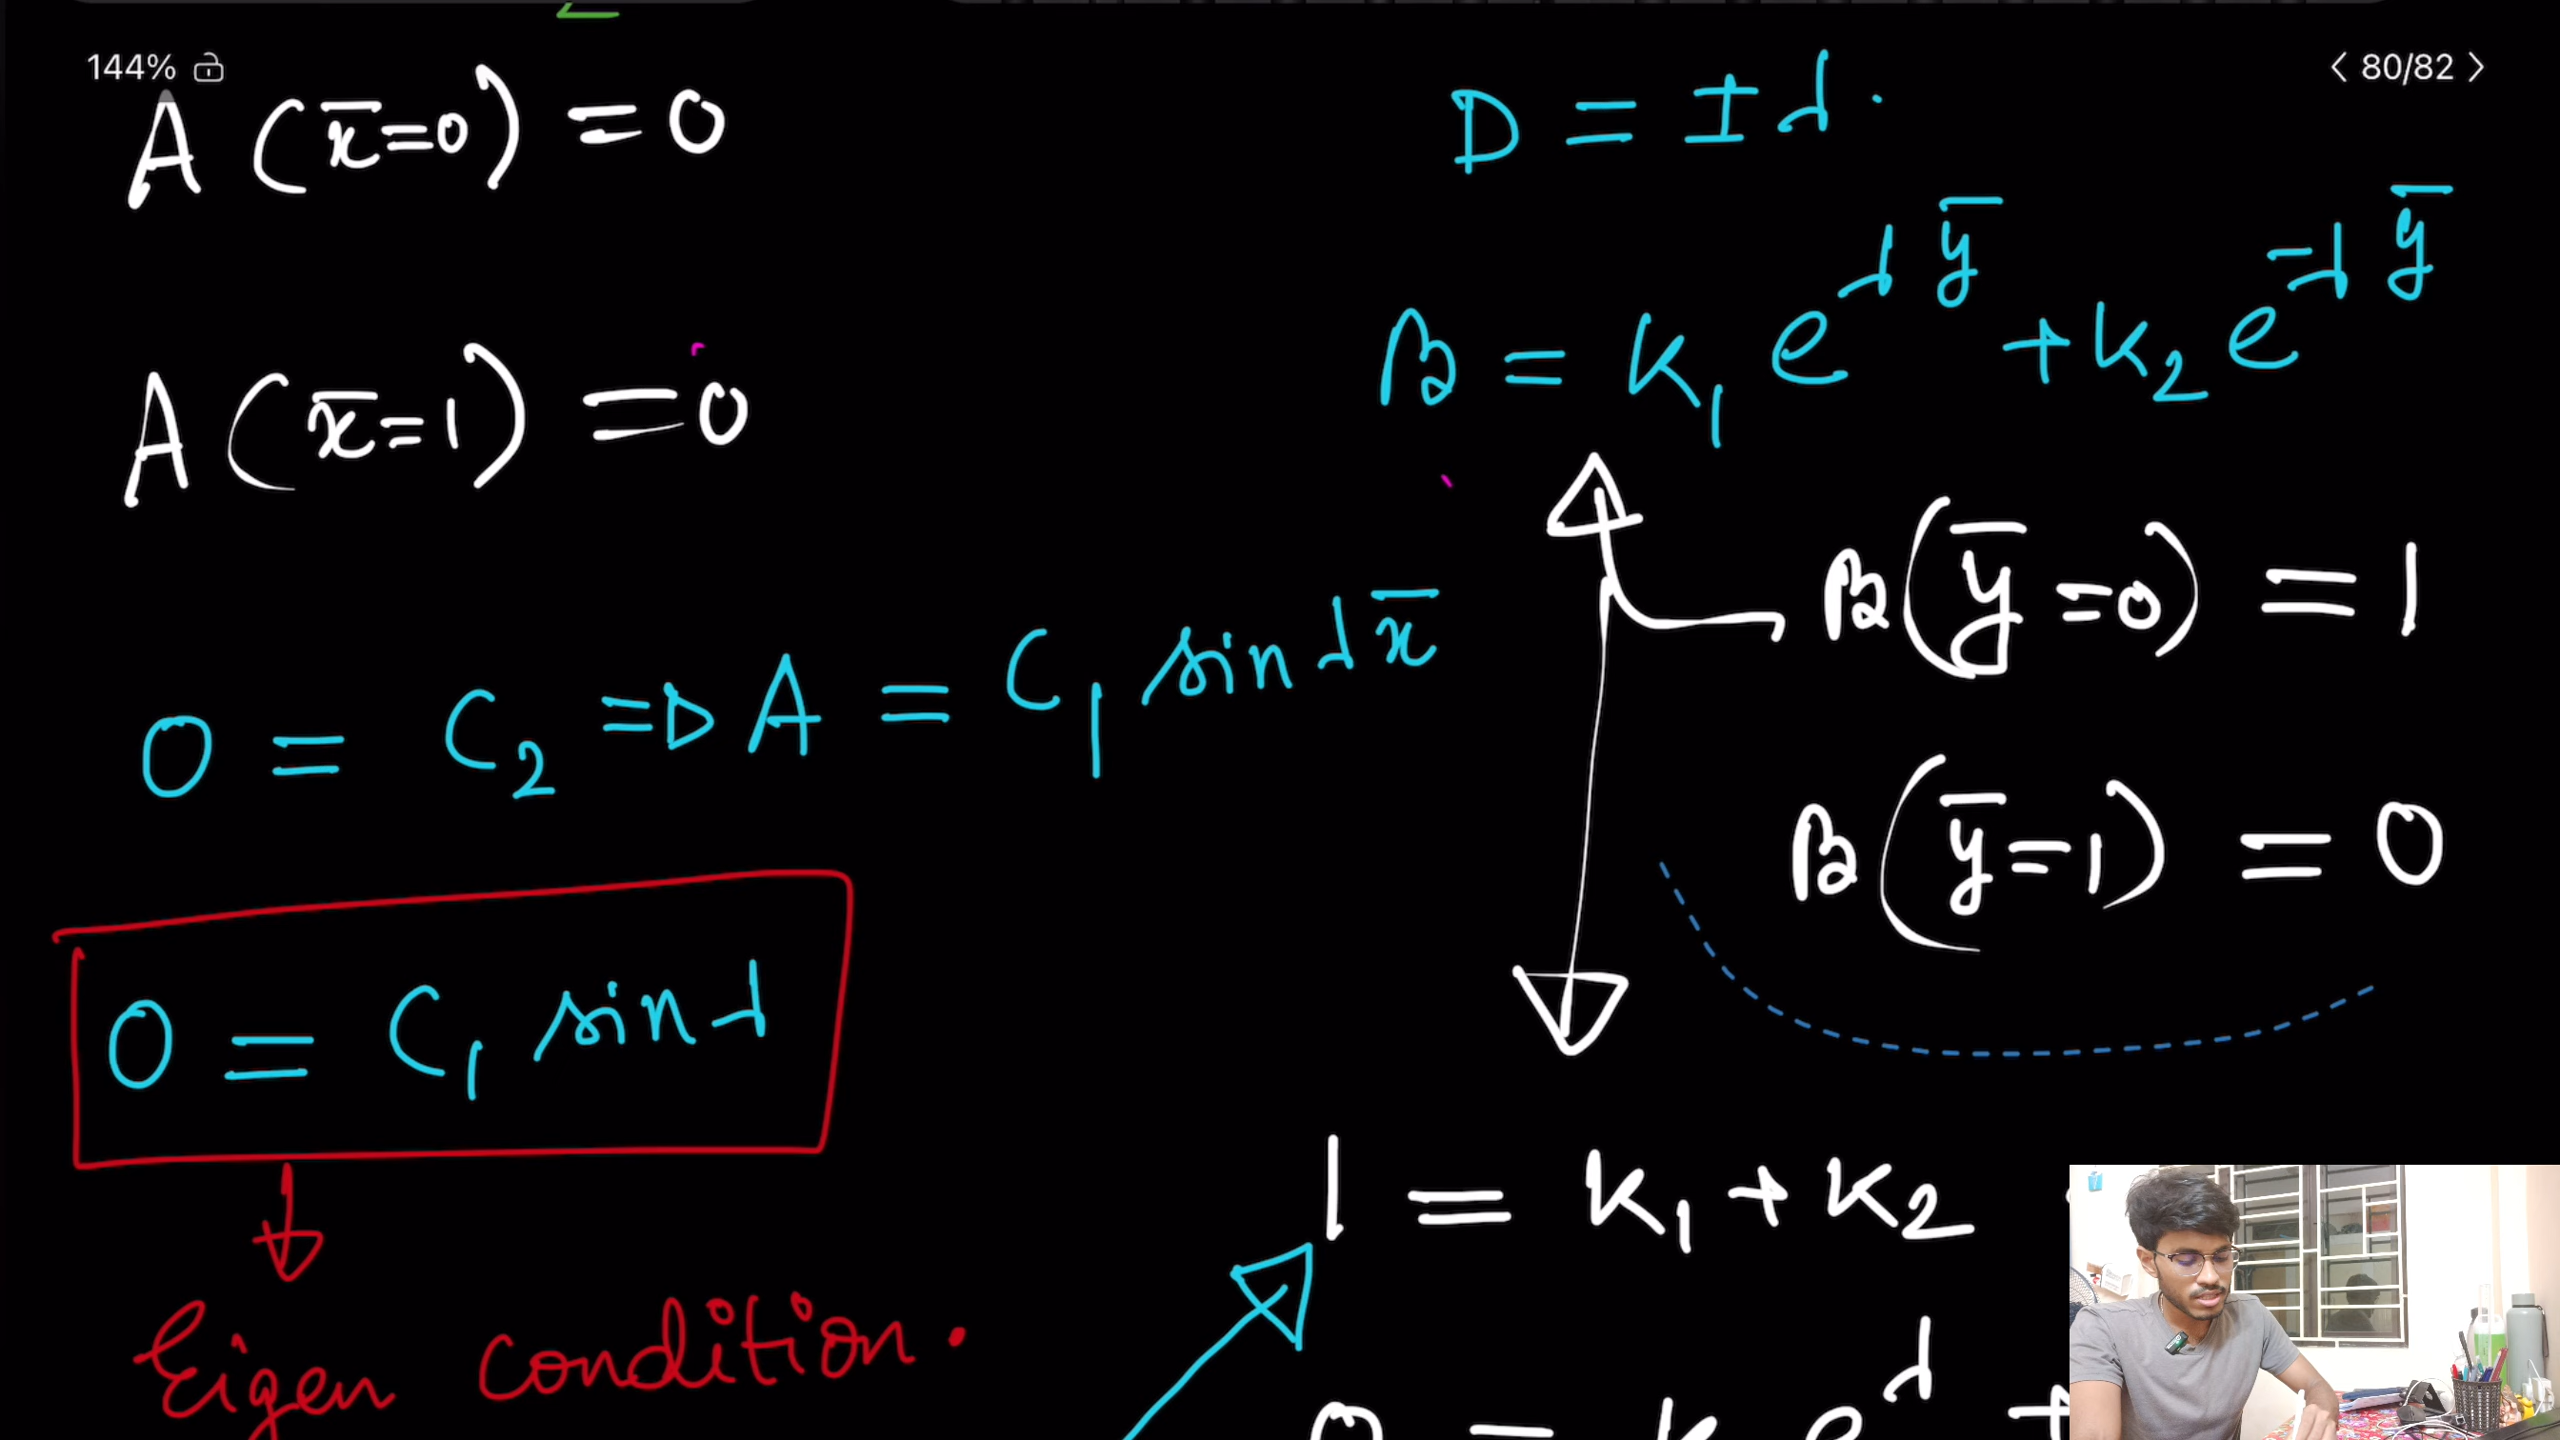 144%
80/82
A (x̄=0) = 0
A (x̄=1) = 0
0 = C₂ => A = C₁ sin λx̄
0 = C₁ sin λ
Eigen condition.
D = ±λ.
B = K₁ e^{λȳ} + K₂ e^{-λȳ}
B(ȳ=0) = 1
B(ȳ=1) = 0
1 = K₁ + K₂
0 = K e^λ +